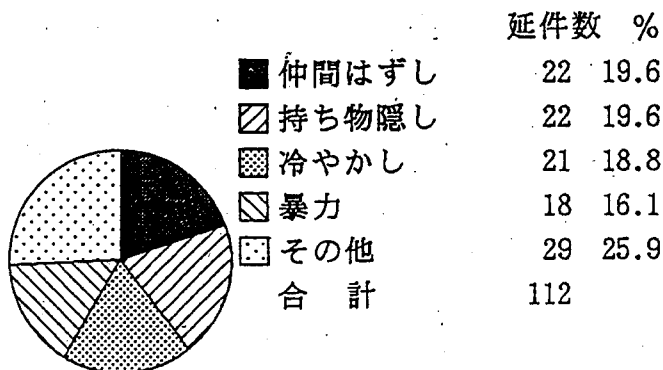 延件数 %
仲間はずし 22 19.6
持ち物隠し 22 19.6
冷やかし 21 18.8
暴力 18 16.1
その他 29 25.9
合計 112